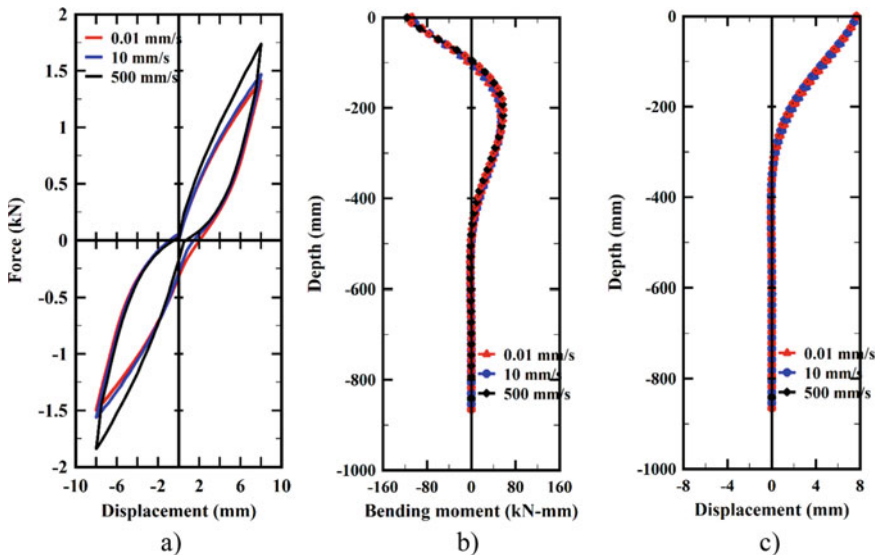 2
1.5
1
0.5
0
-0.5
-1
-1.5
-2
-10 -6 -2 2 6 10
Force (kN)
Displacement (mm)
0.01 mm/s
10 mm/s
500 mm/s
a)
0
-200
-400
-600
-800
-1000
-160 -80 0 80 160
Depth (mm)
Bending moment (kN-mm)
0.01 mm/s
10 mm/s
500 mm/s
b)
0
-200
-400
-600
-800
-1000
-8 -4 0 4 8
Depth (mm)
Displacement (mm)
0.01 mm/s
10 mm/s
500 mm/s
c)